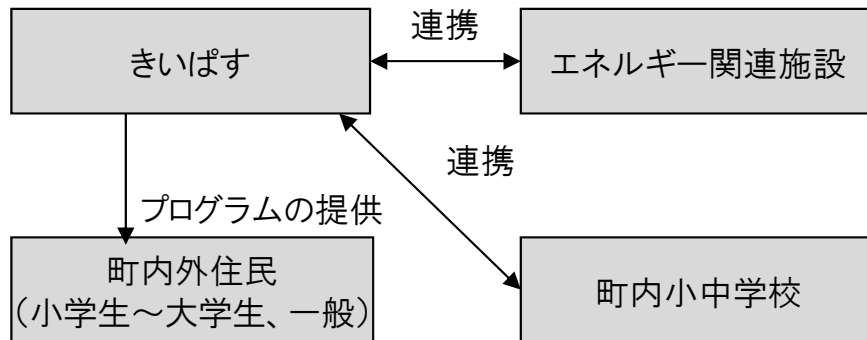 きいぱす
連携
エネルギー関連施設
連携
プログラムの提供
町内外住民
（小学生～大学生、一般）
町内小中学校